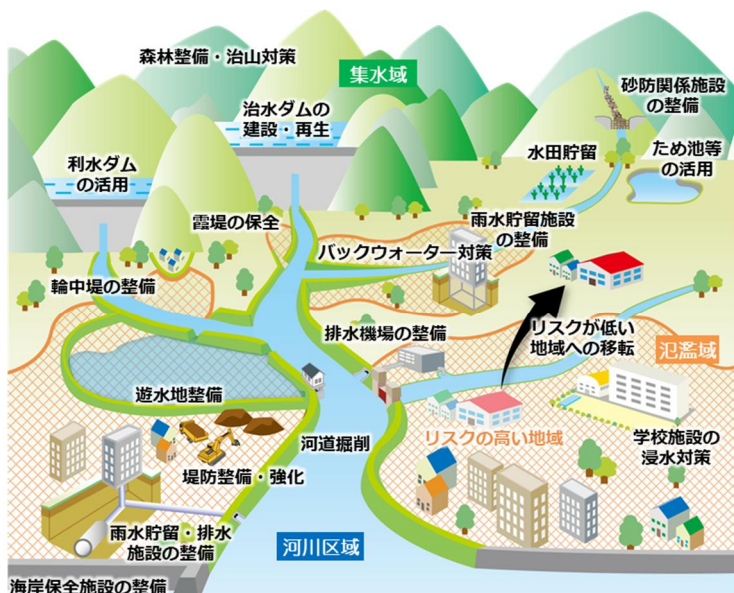 森林整備・治山対策
集水域
砂防関係施設
の整備
治水ダムの
建設・再生
利水ダム
の活用
水田貯留
ため池等
の活用
霞堤の保全
雨水貯留施設
の整備
バックウォーター対策
輪中堤の整備
排水機場の整備
リスクが低い
地域への移転
氾濫域
遊水地整備
リスクの高い地域
学校施設の
浸水対策
河道掘削
堤防整備・強化
雨水貯留・排水
施設の整備
河川区域
海岸保全施設の整備